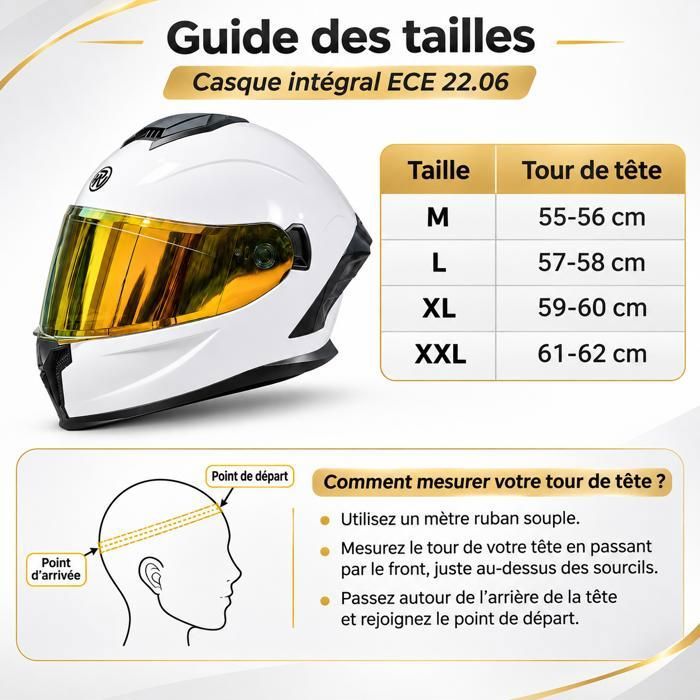 Guide des tailles
Casque intégral ECE 22.06
Taille Tour de tête
M 55-56 cm
L 57-58 cm
XL 59-60 cm
XXL 61-62 cm
Point de départ
Point
d'arrivée
Comment mesurer votre tour de tête ?
Utilisez un mètre ruban souple.
Mesurez le tour de votre tête en passant
par le front, juste au-dessus des sourcils.
Passez autour de l'arrière de la tête
et rejoignez le point de départ.